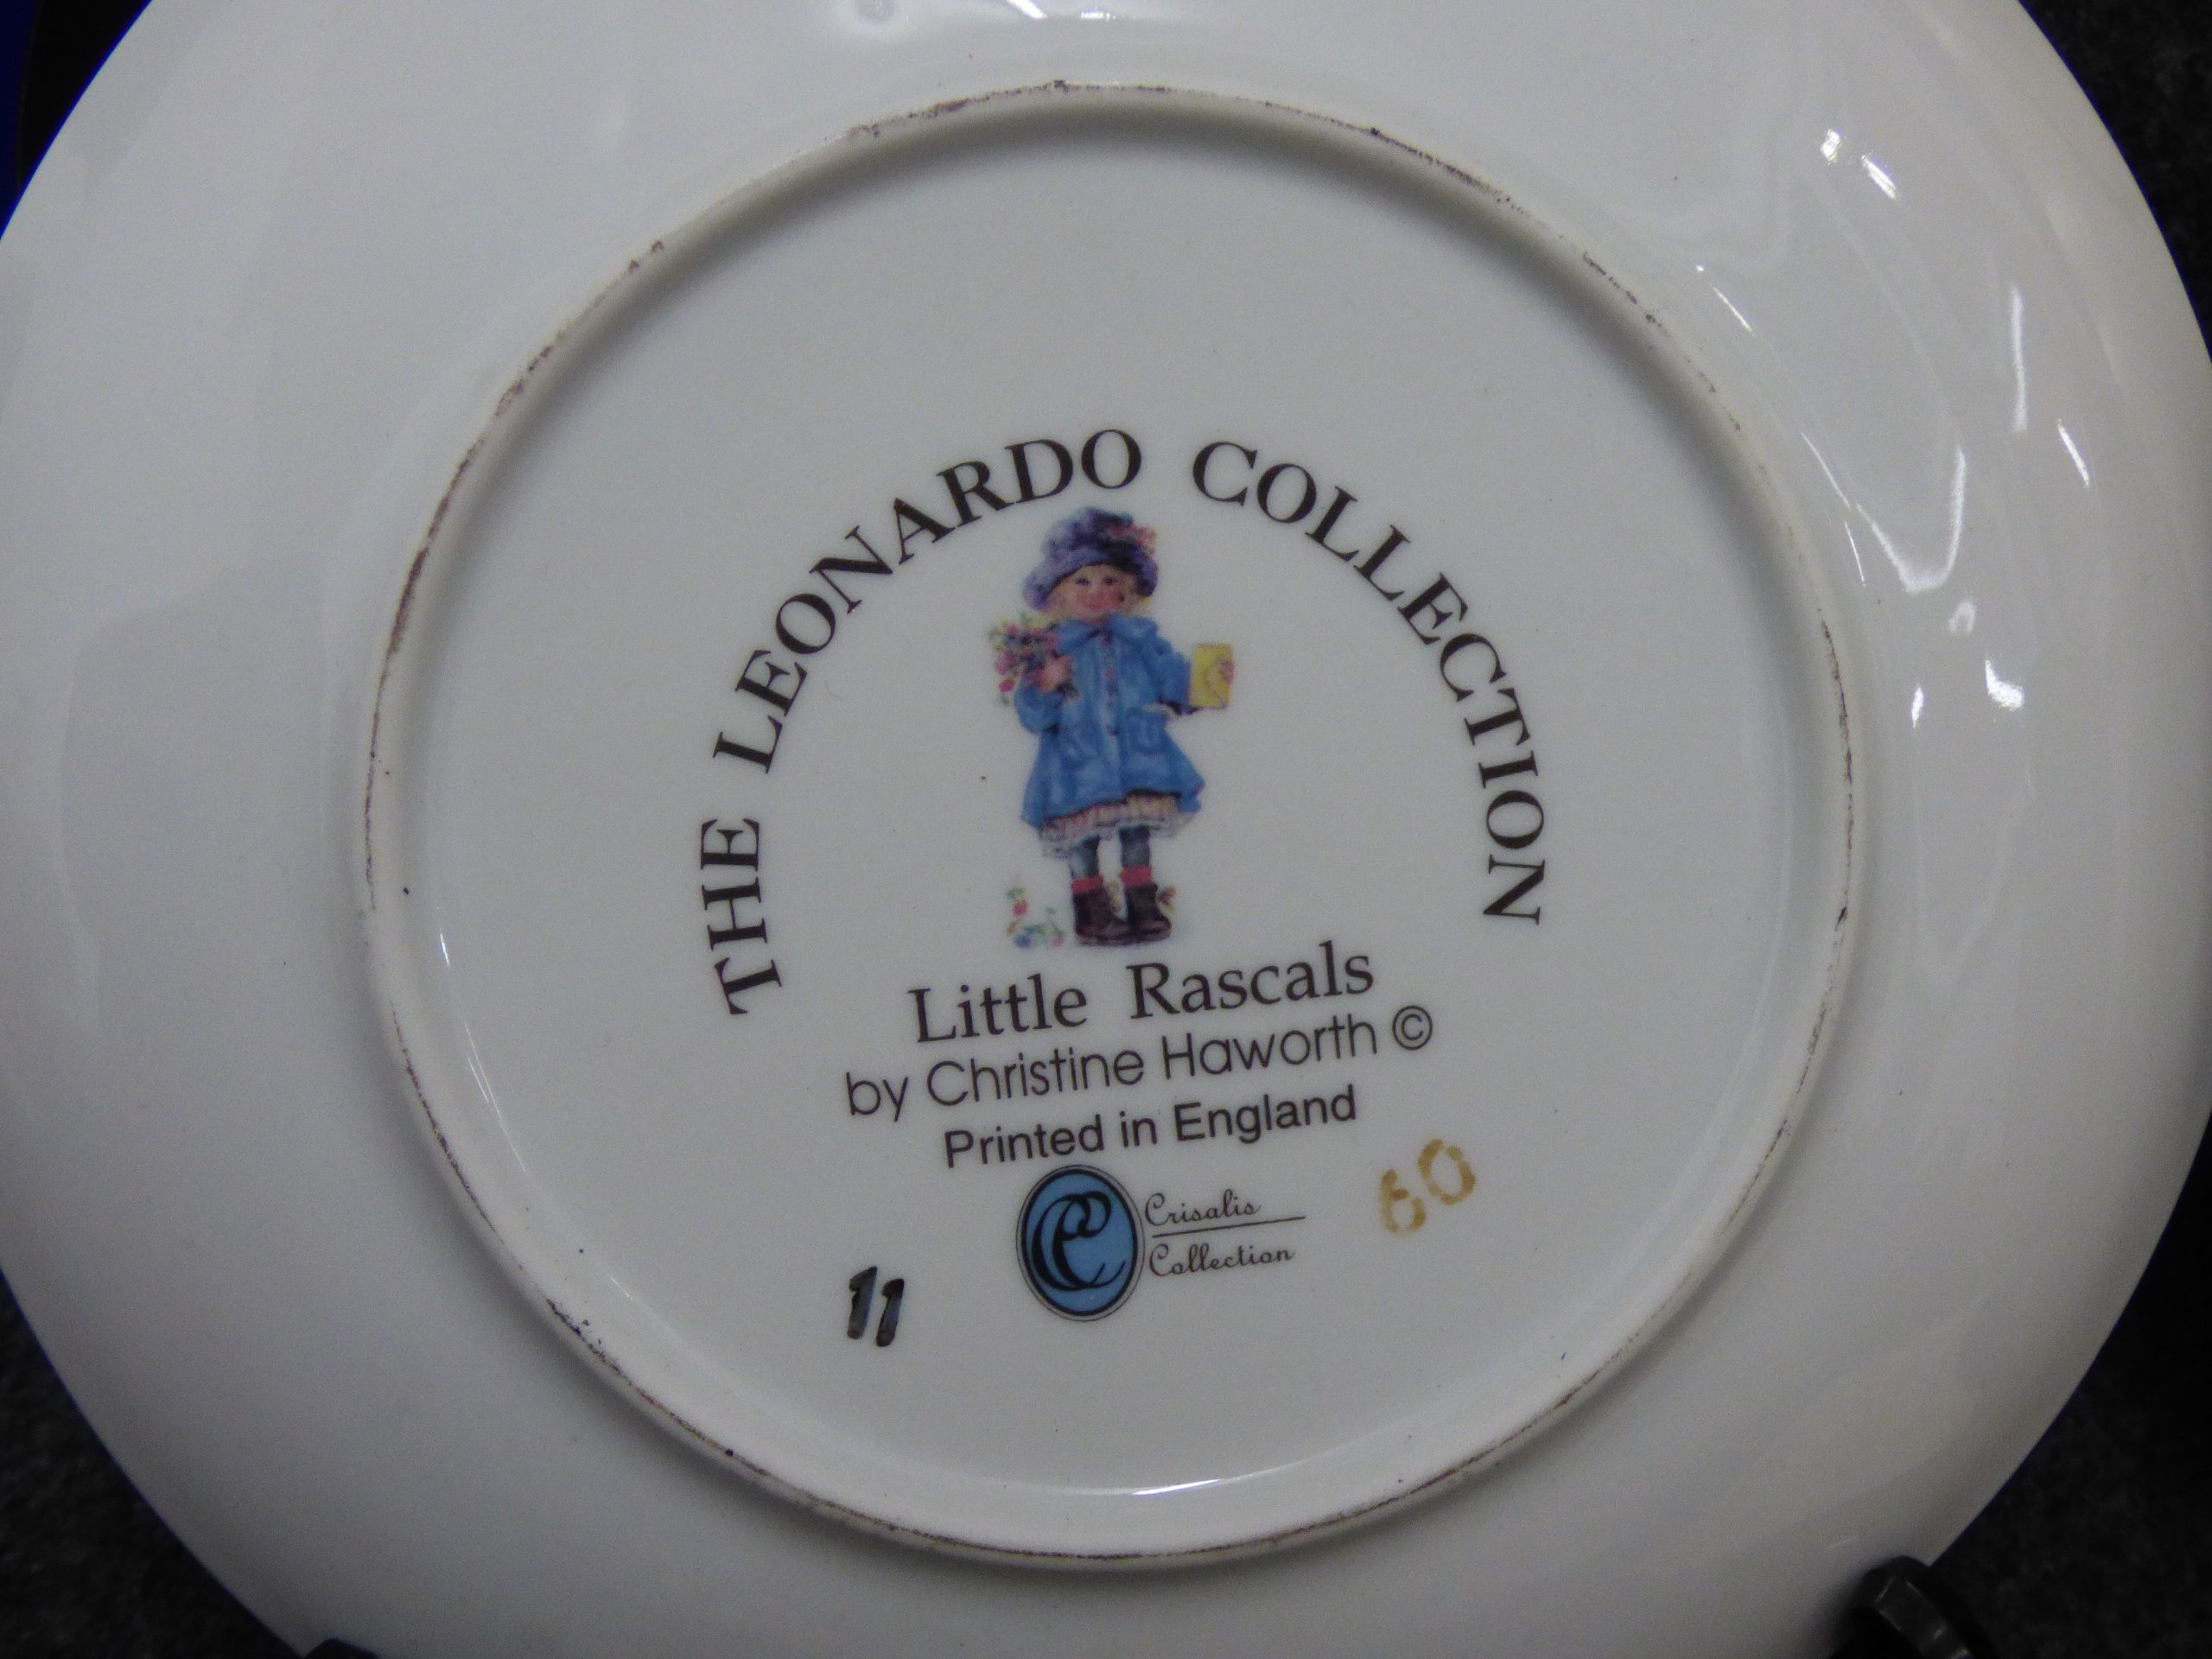 THE LEONARDO COLLECTION
Little Rascals
by Christine Haworth ©
Printed in England
Crisalis
Collection
60
11